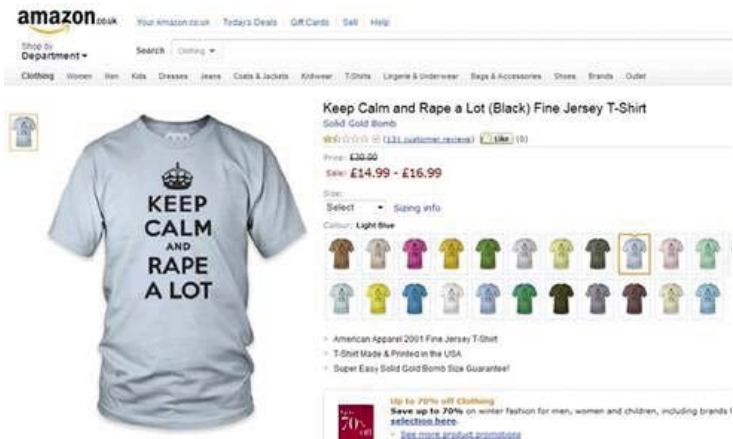 amazon.co.uk
Your Amazon.co.uk Today's Deals Gift Cards Sell Help
Shop by
Department
Search Clothing
Clothing Women Men Kids Dresses Jeans Coats & Jackets Knitwear T-Shirts Lingerie & Underwear Bags & Accessories Shoes Brands Outlet
Keep Calm and Rape a Lot (Black) Fine Jersey T-Shirt
Solid Gold Bomb
(131 customer reviews) Like (0)
Price: £30.00
Sale: £14.99 - £16.99
Size:
Select Sizing info
Colour: Light Blue
KEEP
CALM
AND
RAPE
A LOT
American Apparel 2001 Fine Jersey T-Shirt
T-Shirt Made & Printed in the USA
Super Easy Solid Gold Bomb Size Guarantee!
Up to 70% off Clothing
Save up to 70% on winter fashion for men, women and children, including brands
selection here.
See more product promotions
70% off